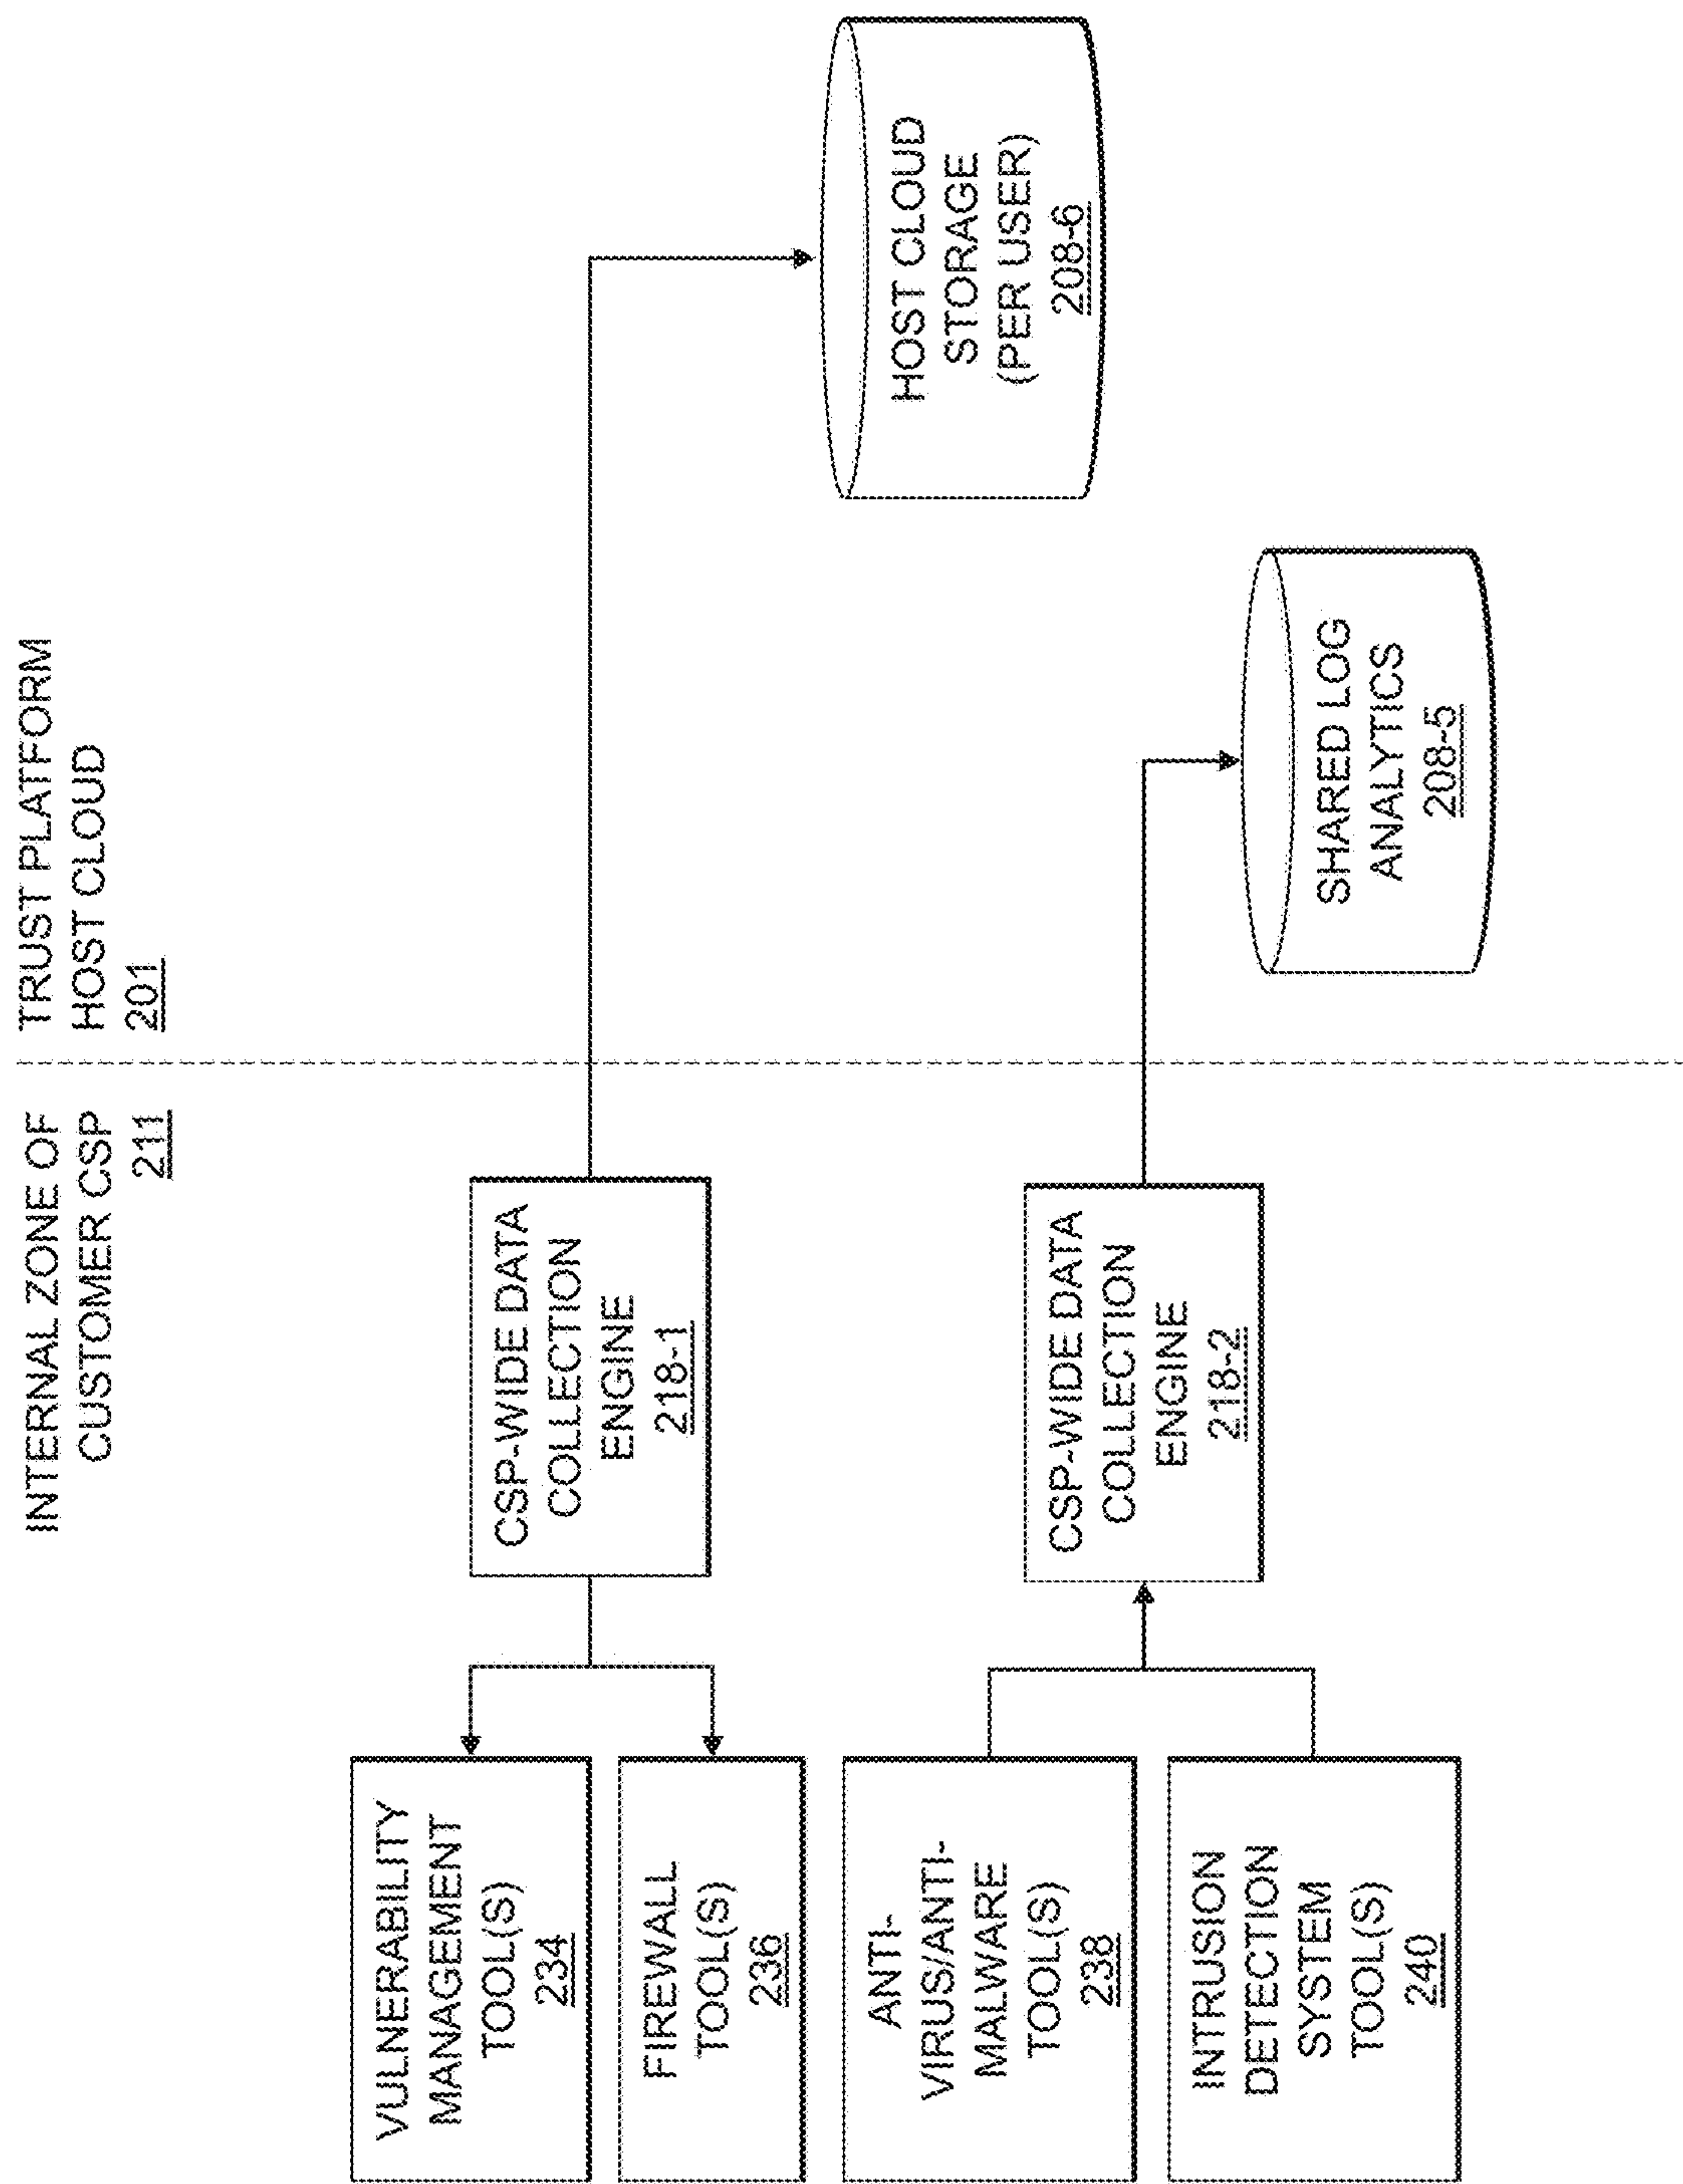 INTERNAL ZONE OF
CUSTOMER CSP
211
TRUST PLATFORM
HOST CLOUD
201
VULNERABILITY
MANAGEMENT
TOOL(S)
234
FIREWALL
TOOL(S)
236
CSP-WIDE DATA
COLLECTION
ENGINE
218-1
HOST CLOUD
STORAGE
(PER USER)
208-6
ANTI-
VIRUS/ANTI-
MALWARE
TOOL(S)
238
INTRUSION
DETECTION
SYSTEM
TOOL(S)
240
CSP-WIDE DATA
COLLECTION
ENGINE
218-2
SHARED LOG
ANALYTICS
208-5